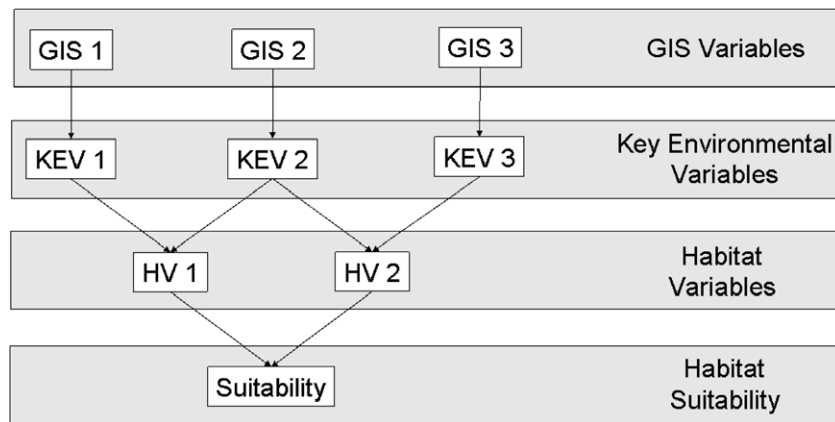 GIS 1
GIS 2
GIS 3
GIS Variables
KEV 1
KEV 2
KEV 3
Key Environmental
Variables
HV 1
HV 2
Habitat
Variables
Suitability
Habitat
Suitability